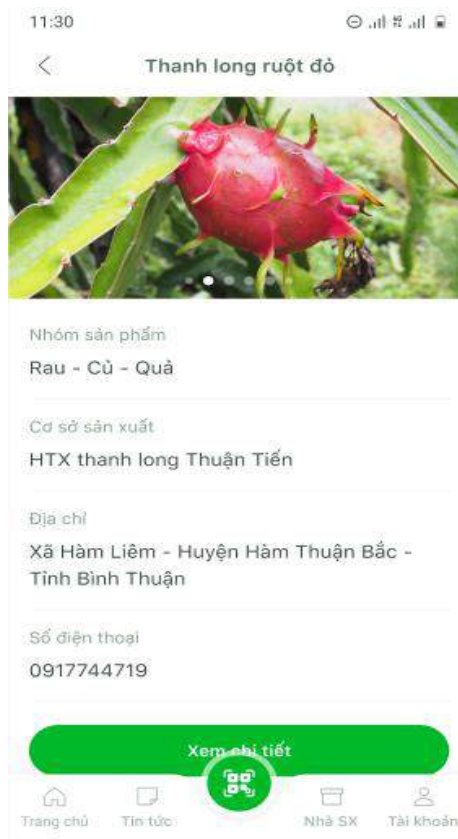 11:30
Thanh long ruột đỏ
Nhóm sản phẩm
Rau - Củ - Quả
Cơ sở sản xuất
HTX thanh long Thuận Tiến
Địa chỉ
Xã Hàm Liêm - Huyện Hàm Thuận Bắc -
Tỉnh Bình Thuận
Số điện thoại
0917744719
Xem chi tiết
Trang chủ Tin tức Nhà SX Tài khoản